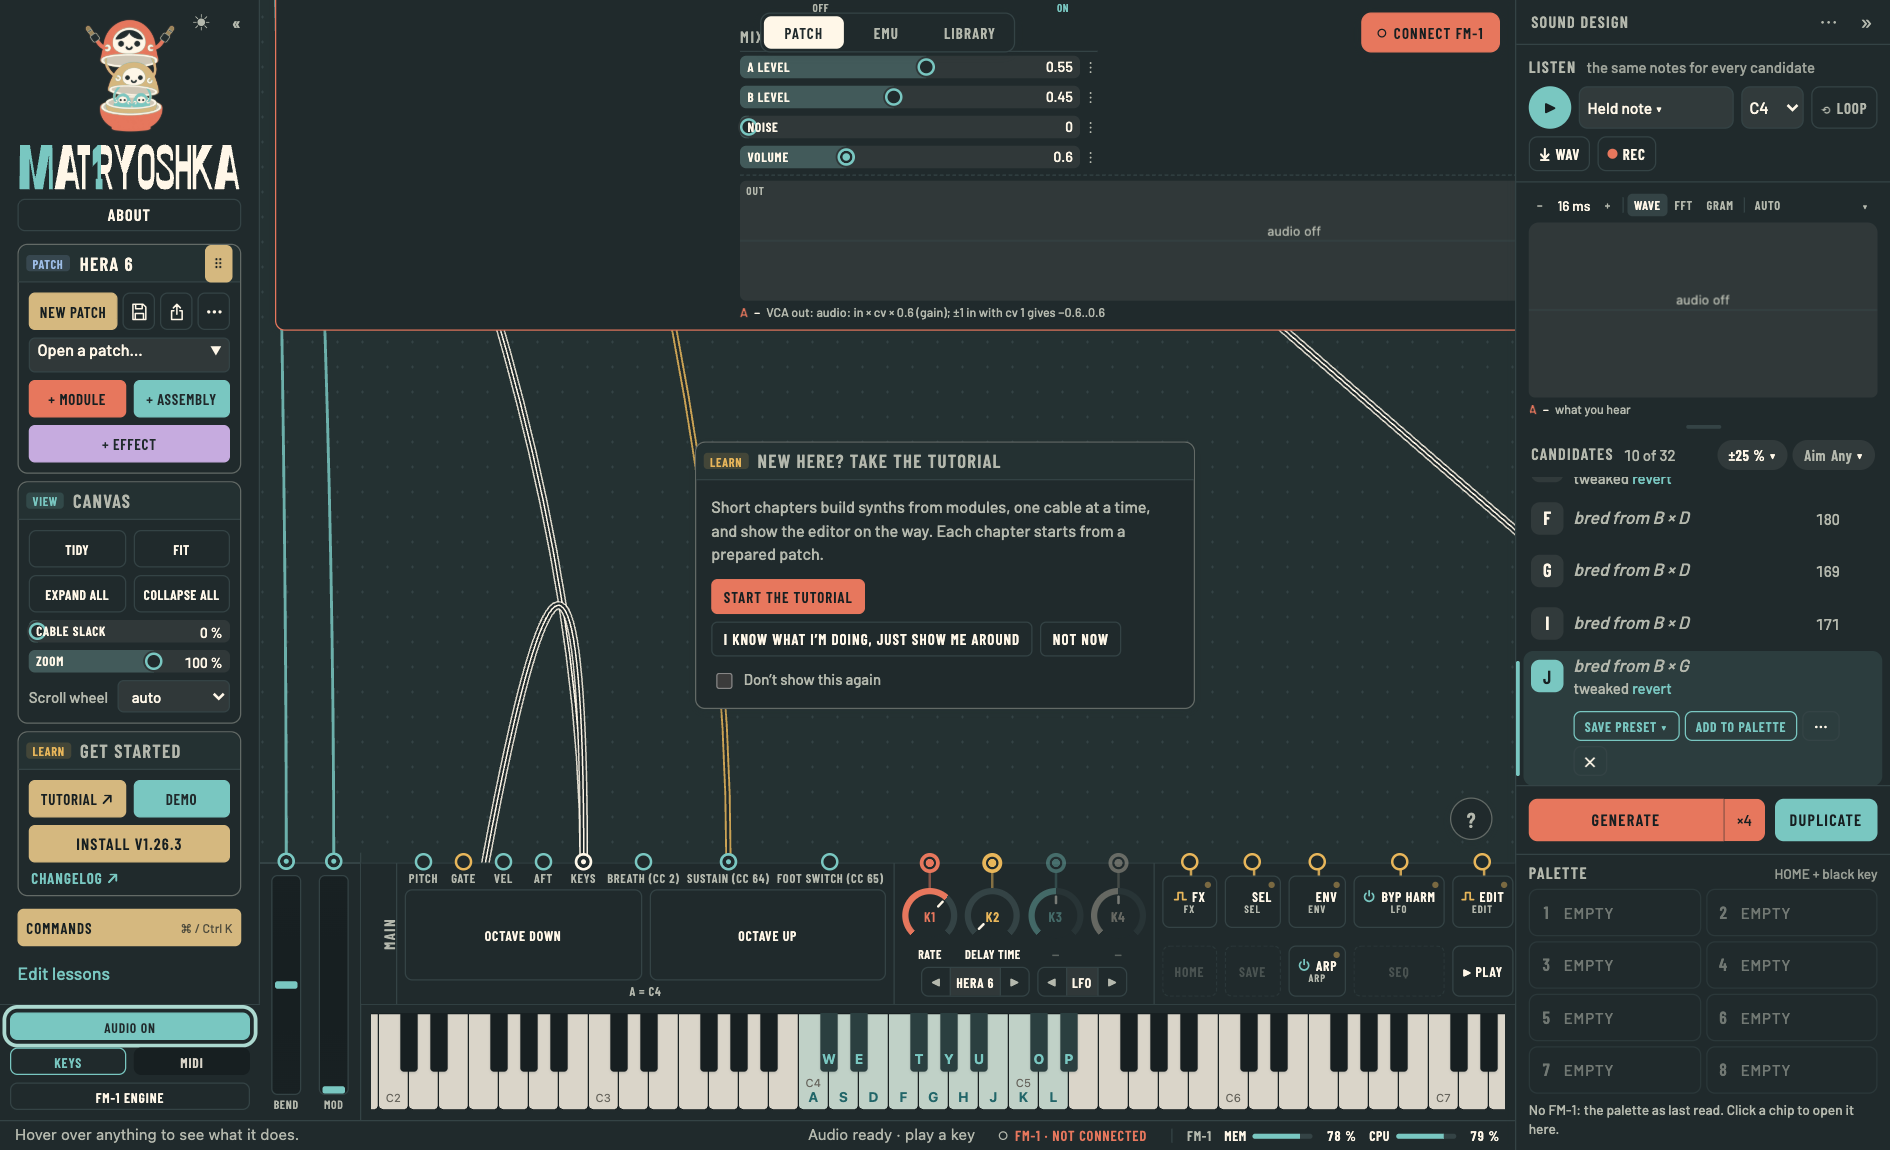 MATRYOSHKA
ABOUT
PATCH HERA 6
NEW PATCH
Open a patch...
+ MODULE
+ ASSEMBLY
+ EFFECT
VIEW CANVAS
TIDY
FIT
EXPAND ALL
COLLAPSE ALL
CABLE SLACK 0 %
ZOOM 100 %
Scroll wheel auto
LEARN GET STARTED
TUTORIAL ↗
DEMO
INSTALL V1.26.3
CHANGELOG ↗
COMMANDS ⌘ / Ctrl K
Edit lessons
AUDIO ON
KEYS
MIDI
FM-1 ENGINE
Hover over anything to see what it does.
OFF
ON
PATCH
EMU
LIBRARY
CONNECT FM-1
A LEVEL 0.55
B LEVEL 0.45
NOISE 0
VOLUME 0.6
OUT
audio off
A – VCA out: audio: in × cv × 0.6 (gain); ±1 in with cv 1 gives −0.6..0.6
LEARN NEW HERE? TAKE THE TUTORIAL
Short chapters build synths from modules, one cable at a time,
and show the editor on the way. Each chapter starts from a
prepared patch.
START THE TUTORIAL
I KNOW WHAT I'M DOING, JUST SHOW ME AROUND
NOT NOW
Don't show this again
?
PITCH GATE VEL AFT KEYS BREATH (CC 2) SUSTAIN (CC 64) FOOT SWITCH (CC 65)
MAIN
OCTAVE DOWN
OCTAVE UP
A = C4
K1 K2 K3 K4
RATE DELAY TIME – –
◀ HERA 6 ▶
◀ LFO ▶
FX
FX
SEL
SEL
ENV
ENV
BYP HARM
LFO
EDIT
EDIT
HOME
SAVE
ARP
ARP
SEQ
▶ PLAY
BEND
MOD
W E T Y U O P
C4 C5
C2 C3 A S D F G H J K L C6 C7
Audio ready · play a key
FM-1 · NOT CONNECTED
FM-1 MEM 78 % CPU 79 %
SOUND DESIGN ··· »
LISTEN the same notes for every candidate
Held note ▾
C4
LOOP
WAV
REC
− 16 ms +
WAVE FFT GRAM AUTO
audio off
A – what you hear
CANDIDATES 10 of 32
±25 % ▾
Aim Any ▾
tweaked revert
F bred from B × D 180
G bred from B × D 169
I bred from B × D 171
J bred from B × G
tweaked revert
SAVE PRESET ▾
ADD TO PALETTE
···
✕
GENERATE ×4
DUPLICATE
PALETTE HOME + black key
1 EMPTY
2 EMPTY
3 EMPTY
4 EMPTY
5 EMPTY
6 EMPTY
7 EMPTY
8 EMPTY
No FM-1: the palette as last read. Click a chip to open it
here.